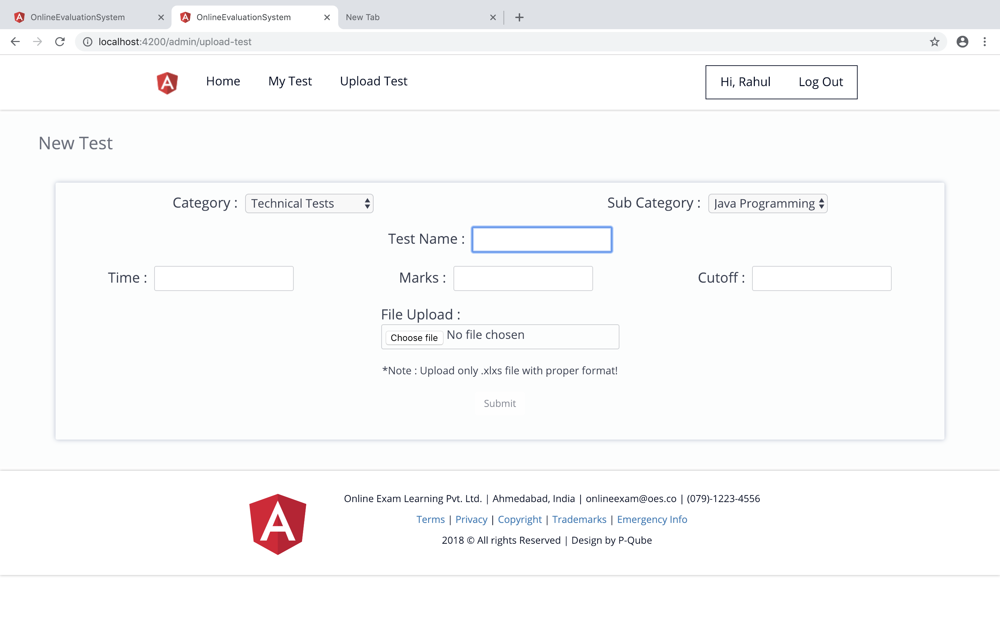 OnlineEvaluationSystem OnlineEvaluationSystem New Tab
localhost:4200/admin/upload-test
Home My Test Upload Test Hi, Rahul Log Out
New Test
Category : Technical Tests Sub Category : Java Programming
Test Name :
Time : Marks : Cutoff :
File Upload :
Choose file No file chosen
*Note : Upload only .xlxs file with proper format!
Submit
Online Exam Learning Pvt. Ltd. | Ahmedabad, India | onlineexam@oes.co | (079)-1223-4556
Terms | Privacy | Copyright | Trademarks | Emergency Info
2018 © All rights Reserved | Design by P-Qube